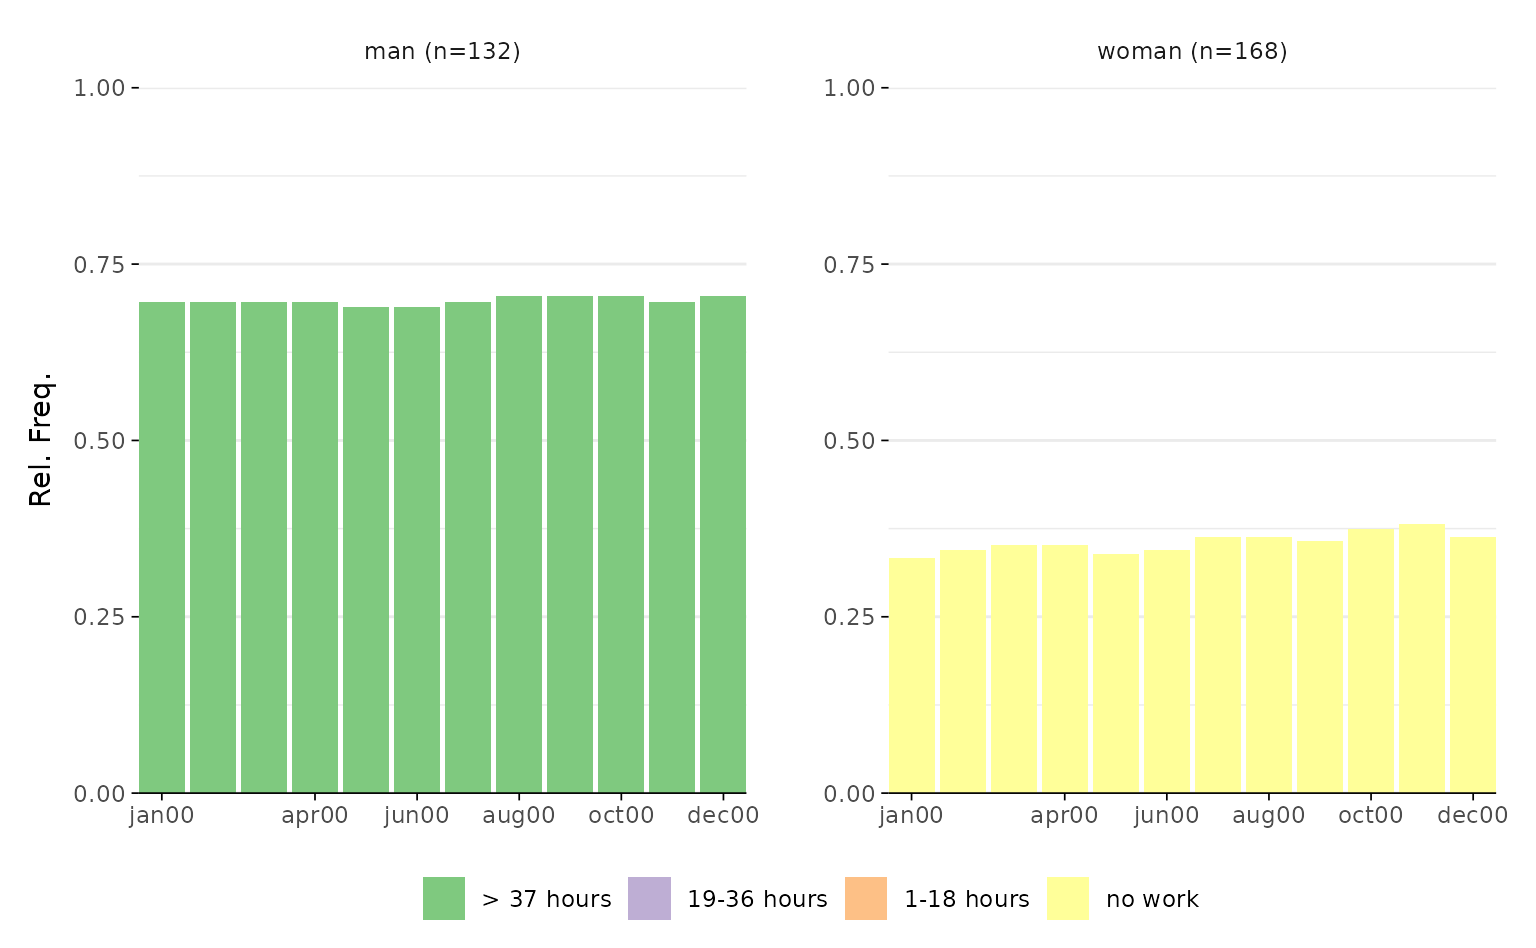 man (n=132)
woman (n=168)
Rel. Freq.
1.00
0.75
0.50
0.25
0.00
jan00 apr00 jun00 aug00 oct00 dec00
1.00
0.75
0.50
0.25
0.00
jan00 apr00 jun00 aug00 oct00 dec00
> 37 hours 19-36 hours 1-18 hours no work